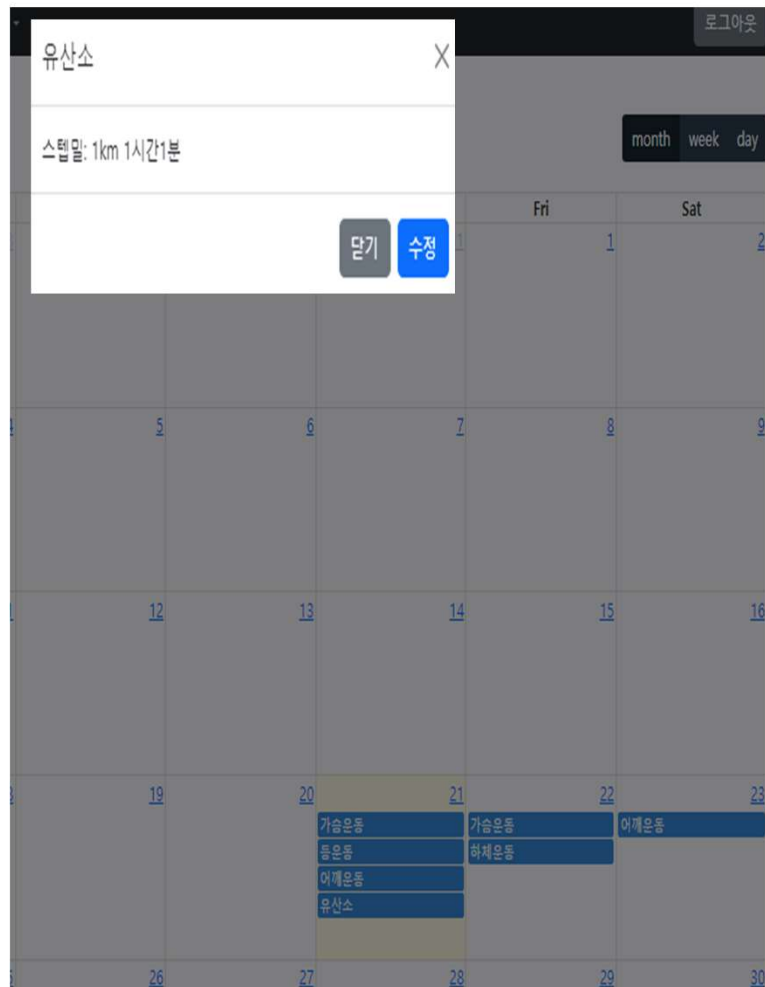 로그아웃
유산소
스텝밀: 1km 1시간1분
닫기 수정
month week day
Fri Sat
1 1 2
5 6 7 8 9
12 13 14 15 16
19 20 21 22 23
가슴운동 가슴운동 어깨운동
등운동 하체운동
어깨운동
유산소
26 27 28 29 30